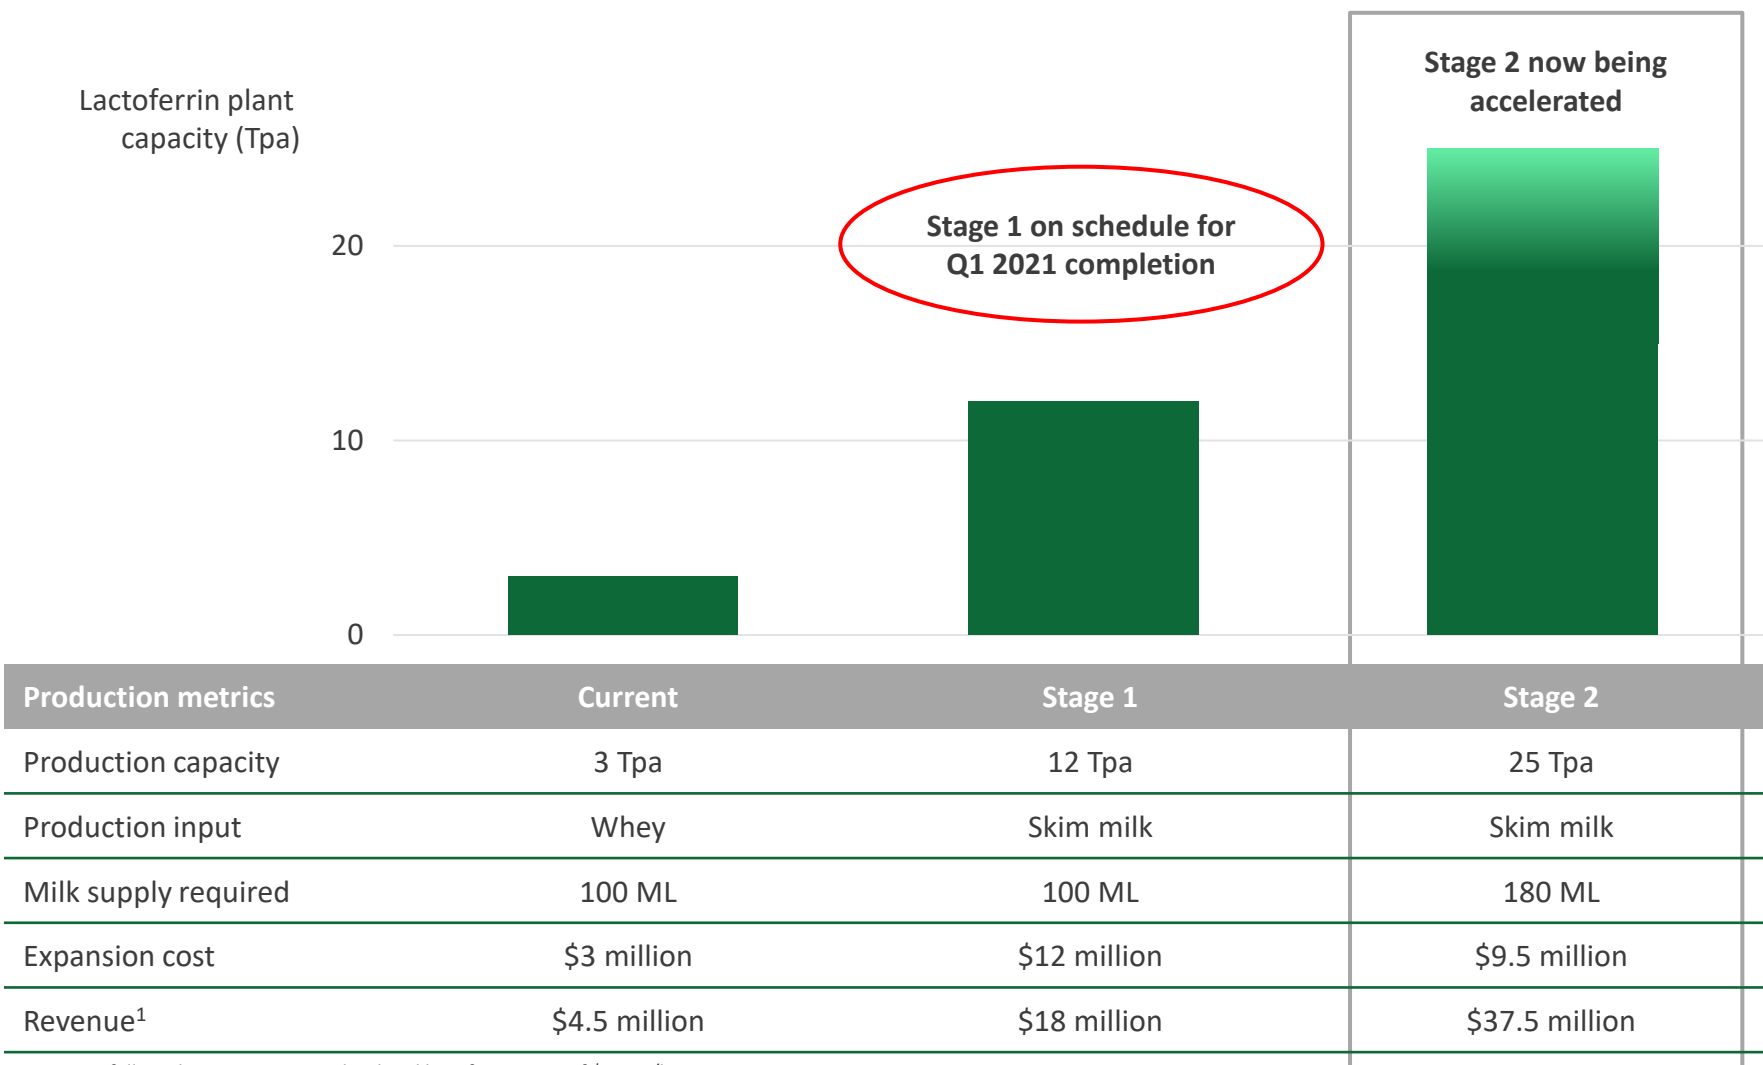 Stage 2 now being
accelerated
Lactoferrin plant
capacity (Tpa)
Stage 1 on schedule for
Q1 2021 completion
20
10
0
Production metrics Current Stage 1 Stage 2
Production capacity 3 Tpa 12 Tpa 25 Tpa
Production input Whey Skim milk Skim milk
Milk supply required 100 ML 100 ML 180 ML
Expansion cost $3 million $12 million $9.5 million
Revenue¹ $4.5 million $18 million $37.5 million